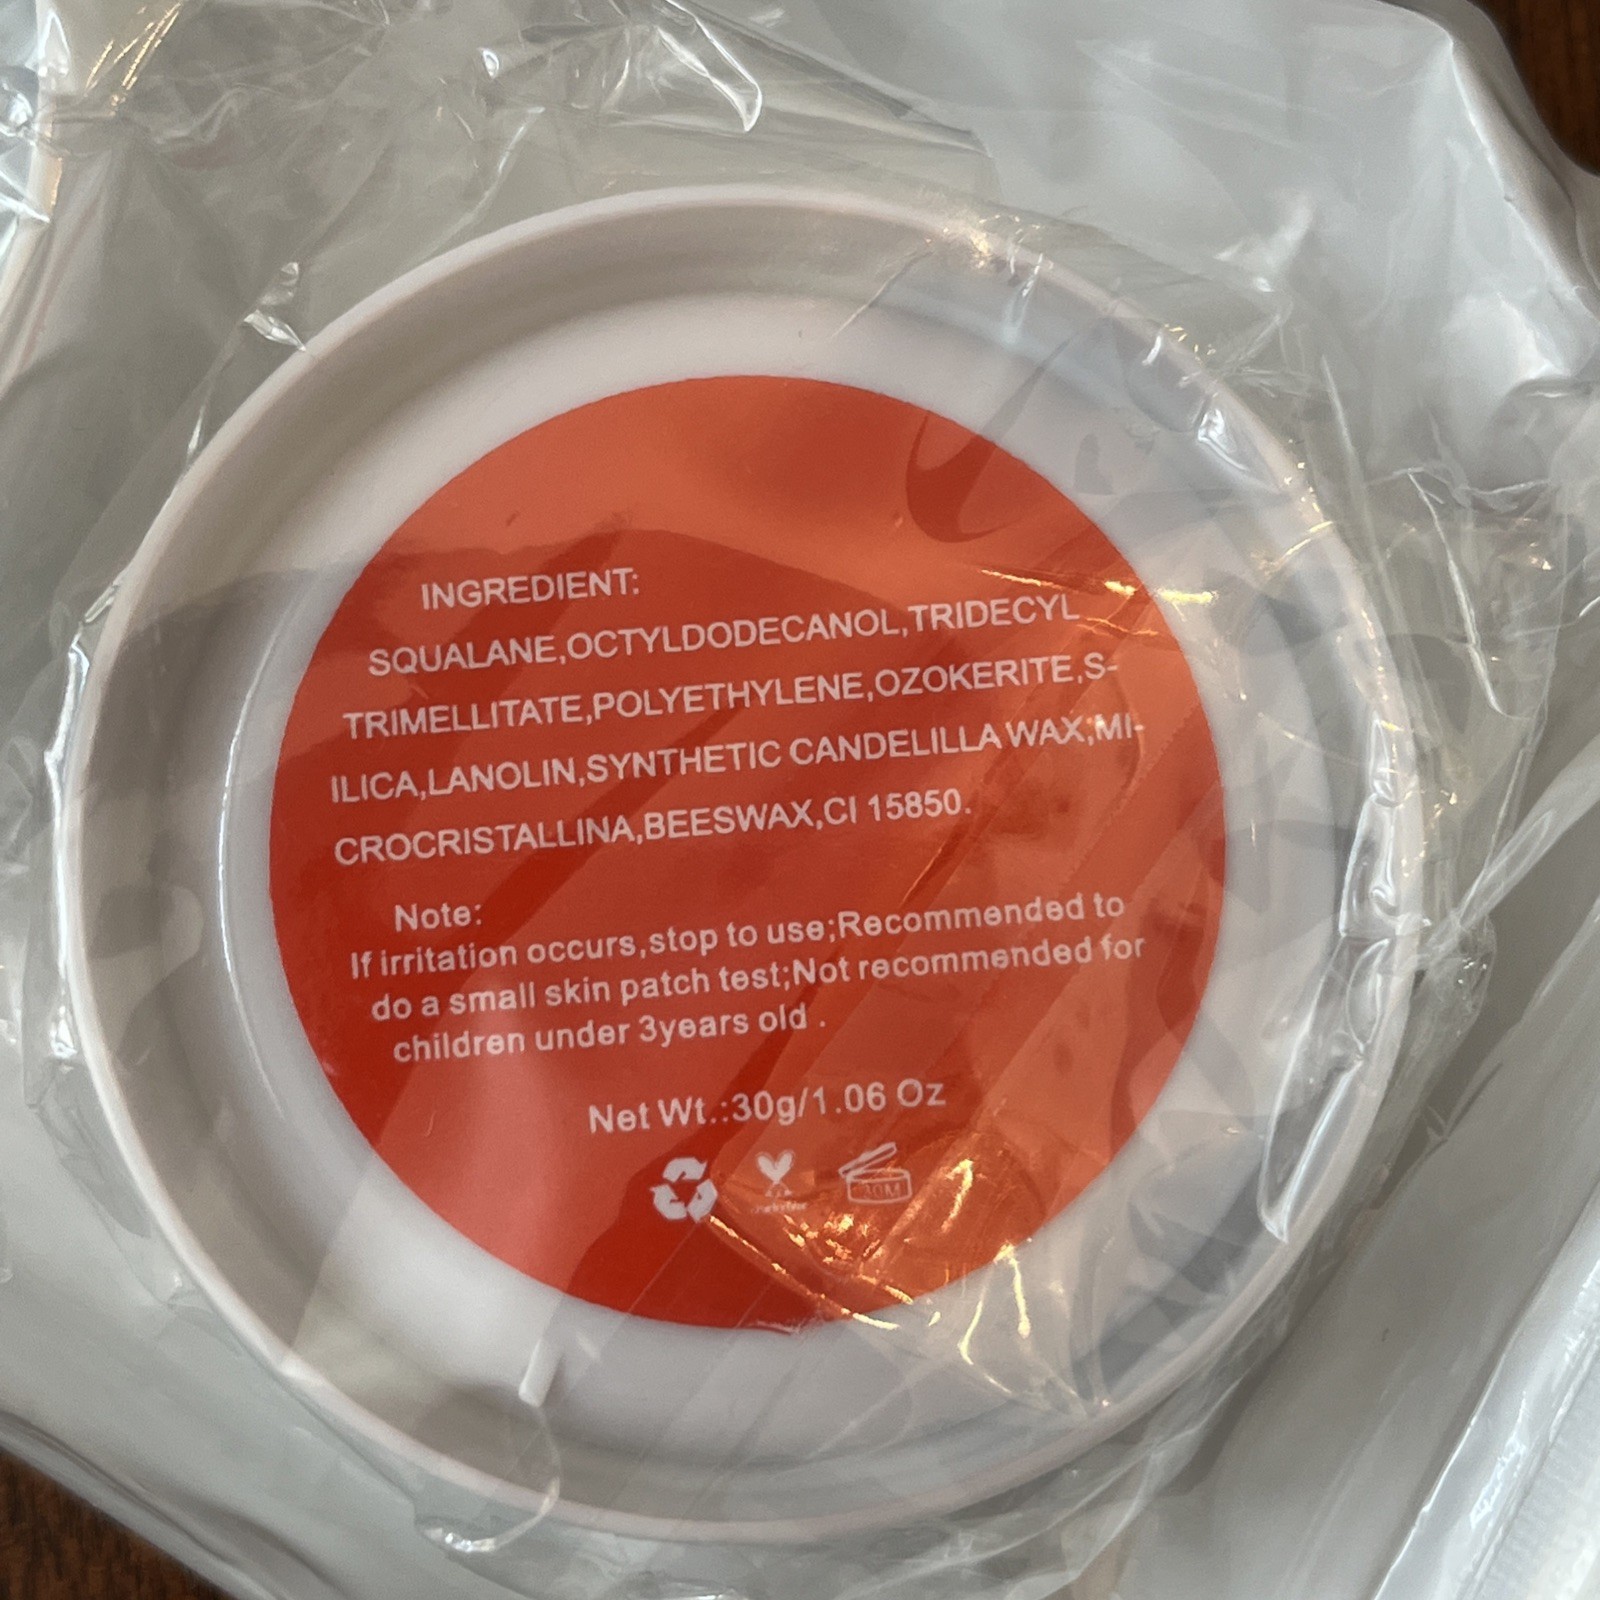 INGREDIENT:
SQUALANE,OCTYLDODECANOL,TRIDECYL
TRIMELLITATE,POLYETHYLENE,OZOKERITE,S-
ILICA,LANOLIN,SYNTHETIC CANDELILLA WAX,MI-
CROCRISTALLINA,BEESWAX,CI 15850.
Note:
If irritation occurs,stop to use;Recommended to
do a small skin patch test;Not recommended for
children under 3years old .
Net Wt.:30g/1.06 Oz